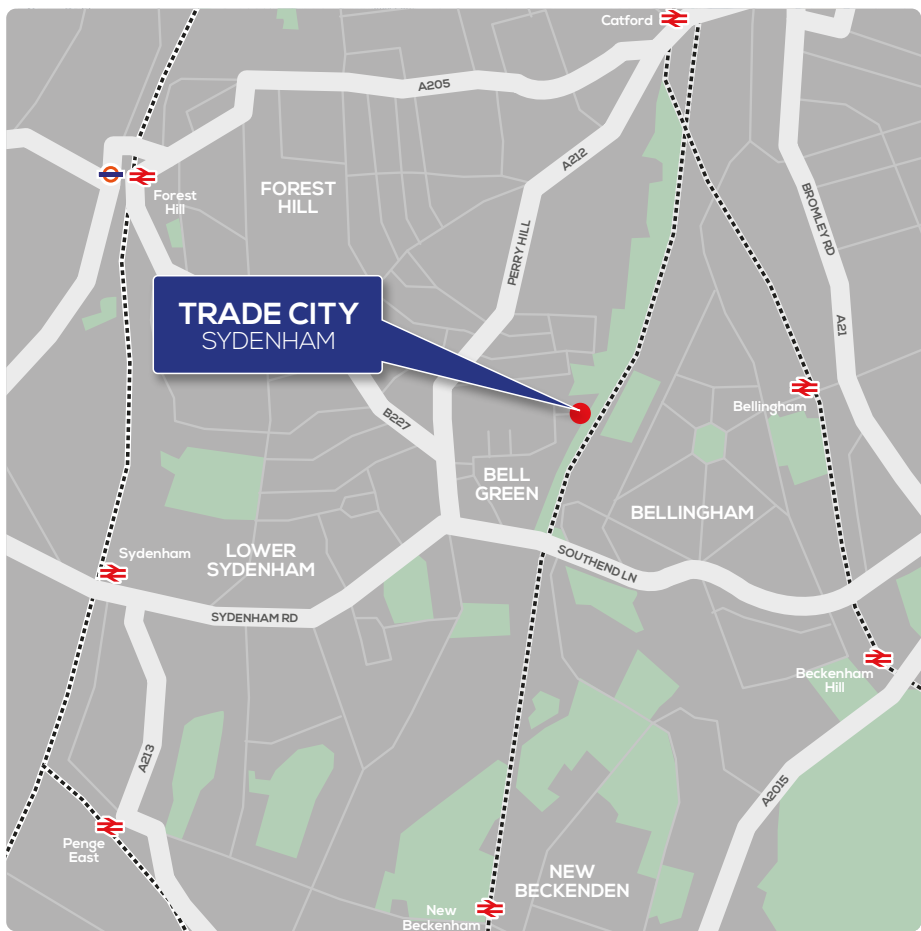 Catford
A205
A212
Forest
Hill
FOREST
HILL
BROMLEY RD
PERRY HILL
TRADE CITY
SYDENHAM
A21
Bellingham
B227
BELL
GREEN
BELLINGHAM
Sydenham
LOWER
SYDENHAM
SOUTHEND LN
SYDENHAM RD
Beckenham
Hill
A213
A2015
Penge
East
NEW
BECKENDEN
New
Beckenham